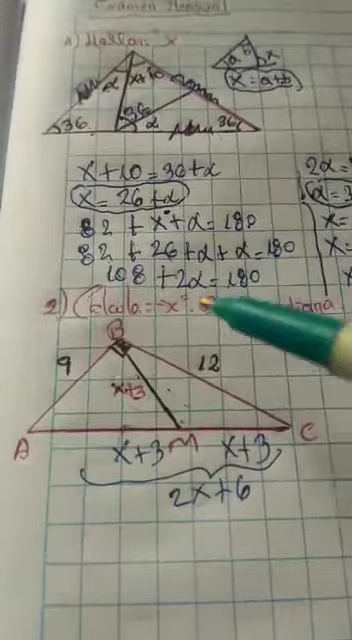 Examen Mensual
1) Hallar X
α
x+10
36
36
α
36
a
b
x
X = a+b
x+10 = 36+α
x = 26+α
82 + x + α = 180
82 + 26+α + α = 180
108 + 2α = 180
2α =
x =
x =
2) Calcula => x
B
9
12
x+3
A
M
C
x+3
x+3
2x+6